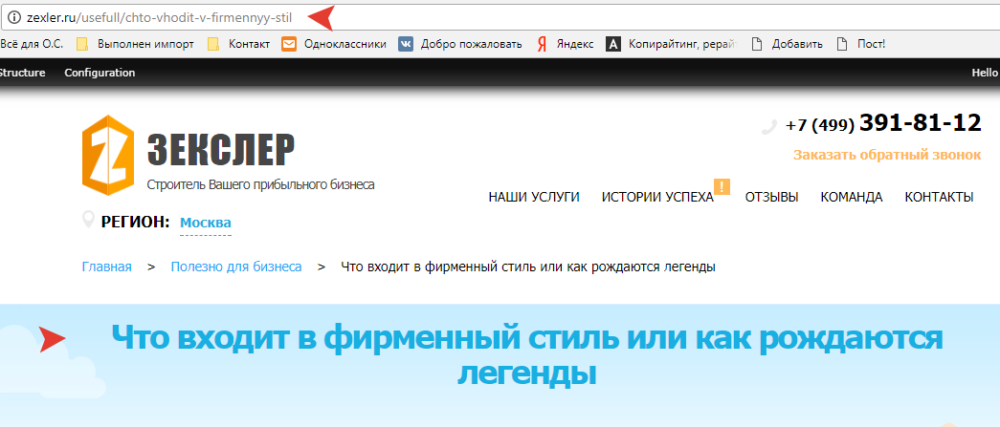 zexler.ru/usefull/chto-vhodit-v-firmennyy-stil
Всё для О.С. Выполнен импорт Контакт Одноклассники Добро пожаловать Яндекс Копирайтинг, рерай Добавить Пост!
Structure Configuration Hello
ЗЕКСЛЕР
Строитель Вашего прибыльного бизнеса
+7 (499) 391-81-12
Заказать обратный звонок
НАШИ УСЛУГИ ИСТОРИИ УСПЕХА ! ОТЗЫВЫ КОМАНДА КОНТАКТЫ
РЕГИОН: Москва
Главная > Полезно для бизнеса > Что входит в фирменный стиль или как рождаются легенды
Что входит в фирменный стиль или как рождаются
легенды